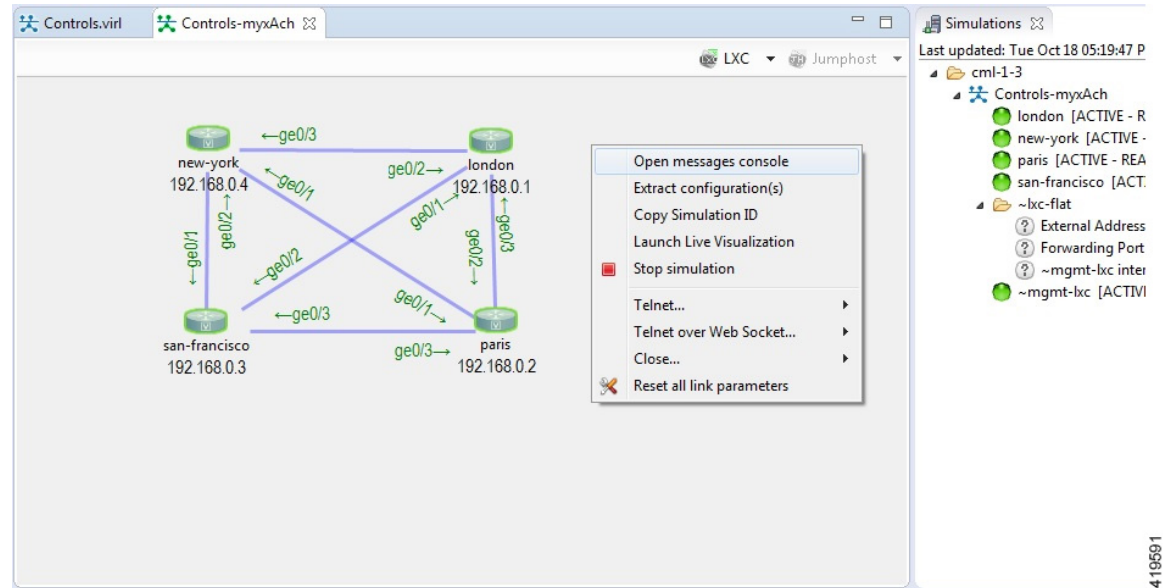 Controls.virl
Controls-myxAch
LXC
Jumphost
←ge0/3
new-york
192.168.0.4
ge0/2→
london
192.168.0.1
←ge0/1
ge0/1→
ge0/2→
←ge0/3
←ge0/1
←ge0/2
ge0/2→
ge0/1→
←ge0/3
san-francisco
192.168.0.3
ge0/3→
paris
192.168.0.2
Open messages console
Extract configuration(s)
Copy Simulation ID
Launch Live Visualization
Stop simulation
Telnet...
Telnet over Web Socket...
Close...
Reset all link parameters
Simulations
Last updated: Tue Oct 18 05:19:47 P
cml-1-3
Controls-myxAch
london [ACTIVE - R
new-york [ACTIVE -
paris [ACTIVE - REA
san-francisco [ACT
~lxc-flat
External Address
Forwarding Port
~mgmt-lxc inter
~mgmt-lxc [ACTIV
419591